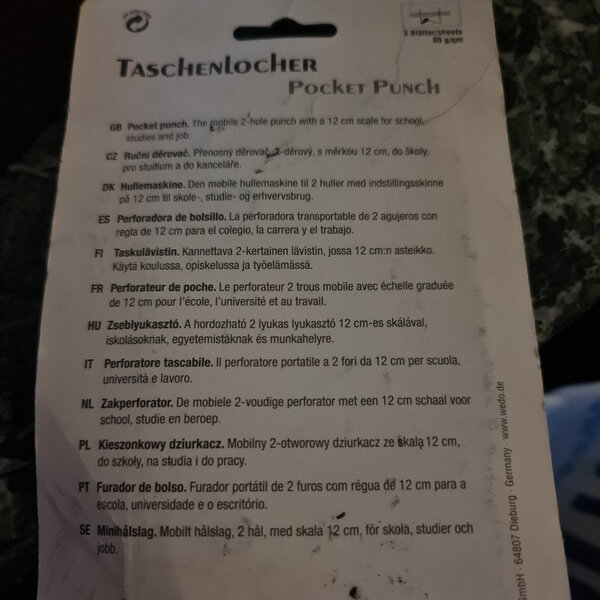 3 Blätter/sheets
80 g/qm
Taschenlocher
Pocket Punch
GB Pocket punch. The mobile 2-hole punch with a 12 cm scale for school,
studies and job.
CZ Ruční děrovač. Přenosný děrovač, 2-děrový, s měrkou 12 cm, do školy,
pro studium a do kanceláře.
DK Hullemaskine. Den mobile hullemaskine til 2 huller med indstillingsskinne
på 12 cm til skole-, studie- og erhvervsbrug.
ES Perforadora de bolsillo. La perforadora transportable de 2 agujeros con
regla de 12 cm para el colegio, la carrera y el trabajo.
FI Taskulävistin. Kannettava 2-kertainen lävistin, jossa 12 cm:n asteikko.
Käytä koulussa, opiskelussa ja työelämässä.
FR Perforateur de poche. Le perforateur 2 trous mobile avec échelle graduée
de 12 cm pour l'école, l'université et au travail.
HU Zseblyukasztó. A hordozható 2 lyukas lyukasztó 12 cm-es skálával,
iskolásoknak, egyetemistáknak és munkahelyre.
IT Perforatore tascabile. Il perforatore portatile a 2 fori da 12 cm per scuola,
università e lavoro.
NL Zakperforator. De mobiele 2-voudige perforator met een 12 cm schaal voor
school, studie en beroep.
PL Kieszonkowy dziurkacz. Mobilny 2-otworowy dziurkacz ze skalą 12 cm,
do szkoły, na studia i do pracy.
PT Furador de bolso. Furador portátil de 2 furos com régua de 12 cm para a
escola, universidade e o escritório.
SE Minihålslag. Mobilt hålslag, 2 hål, med skala 12 cm, för skola, studier och
jobb.
GmbH · 64807 Dieburg · Germany · www.wedo.de